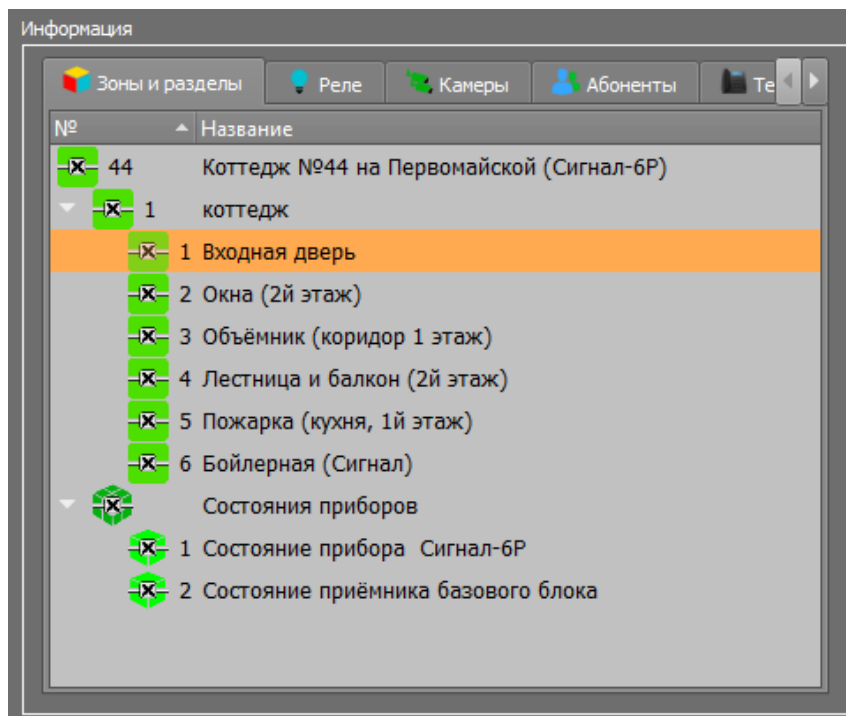 Информация
Зоны и разделы Реле Камеры Абоненты Те
№ Название
44 Коттедж №44 на Первомайской (Сигнал-6Р)
1 коттедж
1 Входная дверь
2 Окна (2й этаж)
3 Объёмник (коридор 1 этаж)
4 Лестница и балкон (2й этаж)
5 Пожарка (кухня, 1й этаж)
6 Бойлерная (Сигнал)
Состояния приборов
1 Состояние прибора Сигнал-6Р
2 Состояние приёмника базового блока